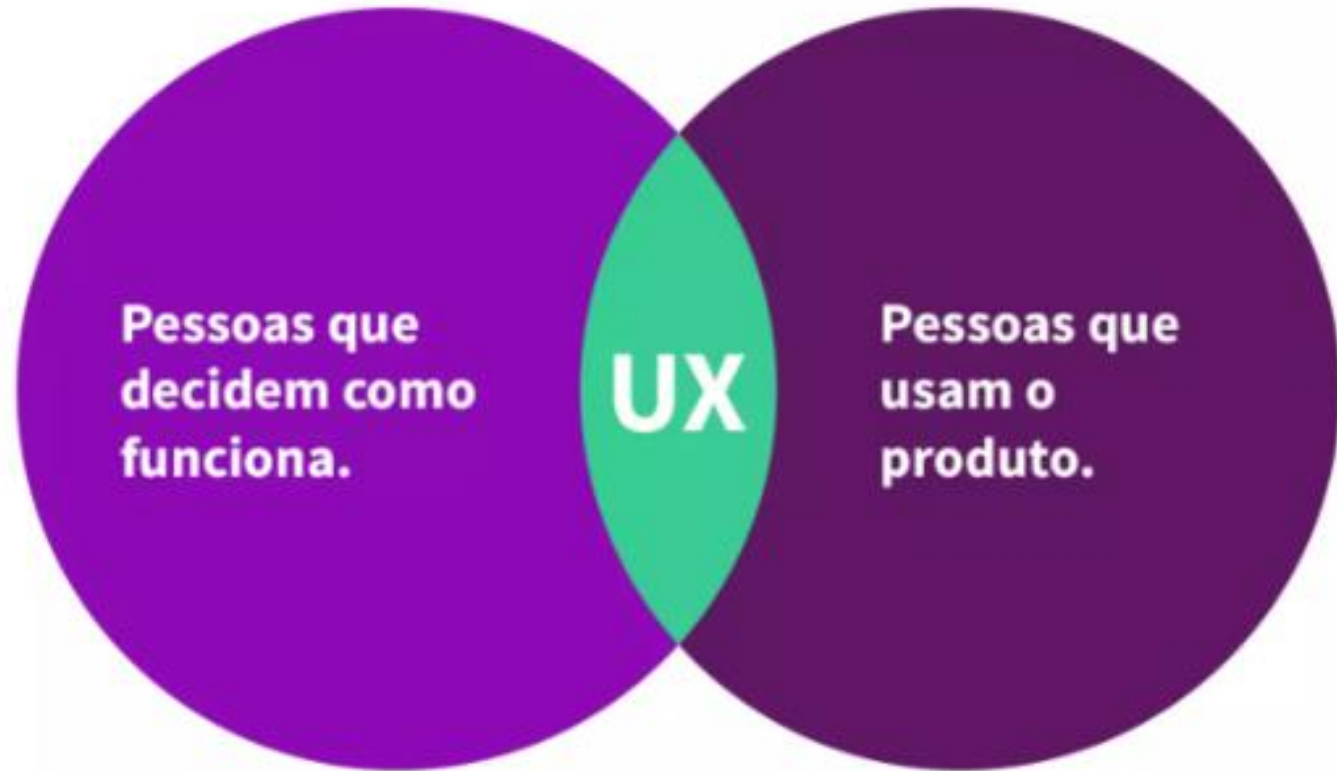 Pessoas que
decidem como
funciona.
UX
Pessoas que
usam o
produto.